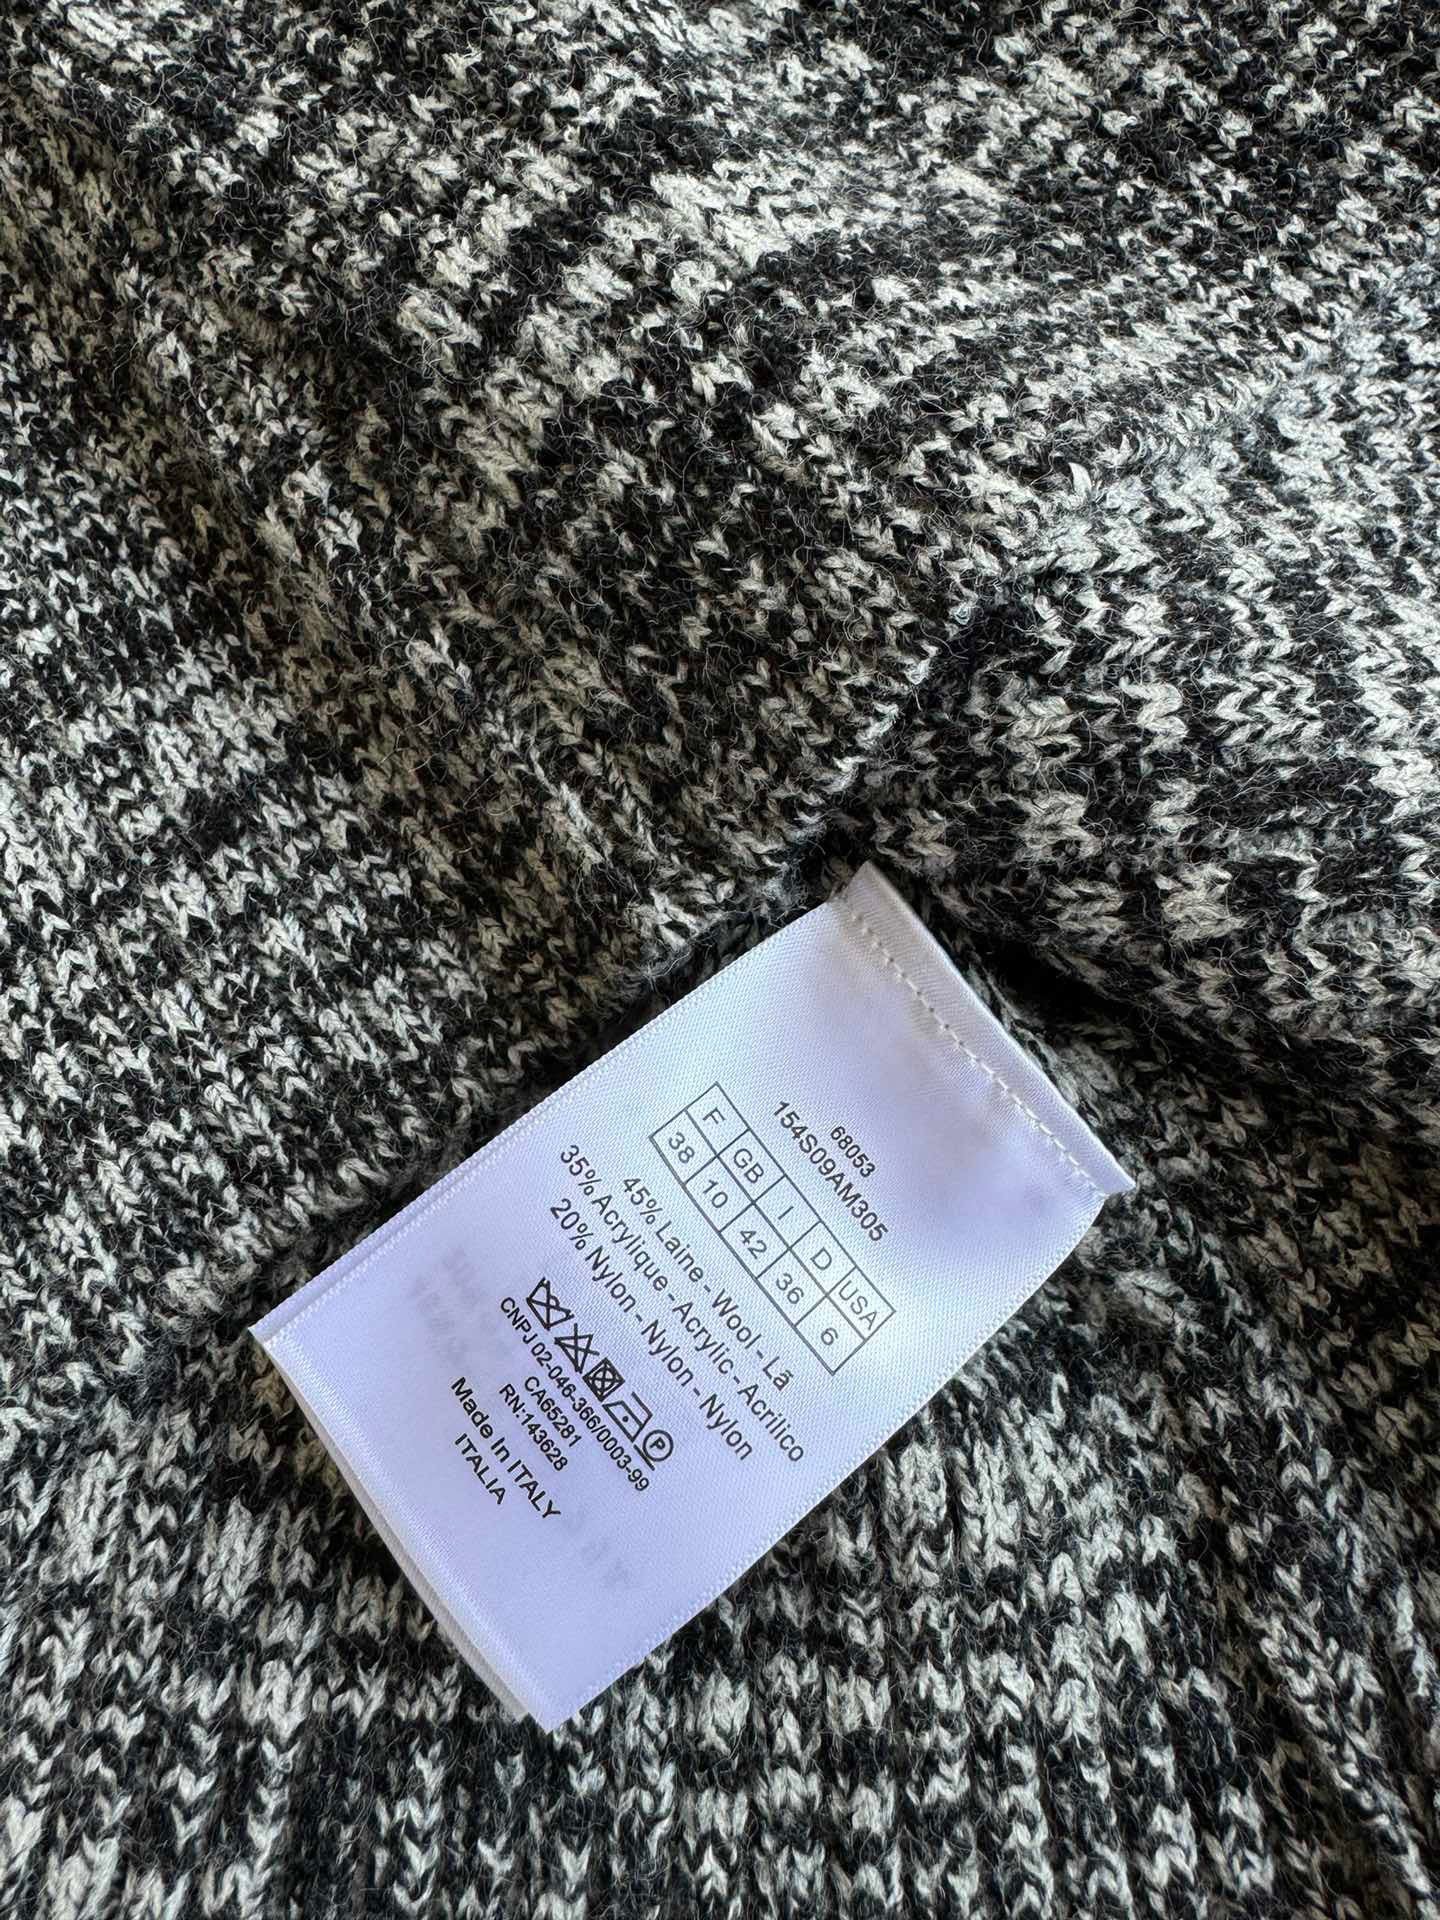 68053
154S09AM305
F GB I D USA
38 10 42 36 6
45% Laine - Wool - Lã
35% Acrylique - Acrylic - Acrilico
20% Nylon - Nylon - Nylon
P
CNPJ 02-046-366/0003-99
CA65281
RN:143628
Made In ITALY
ITALIA